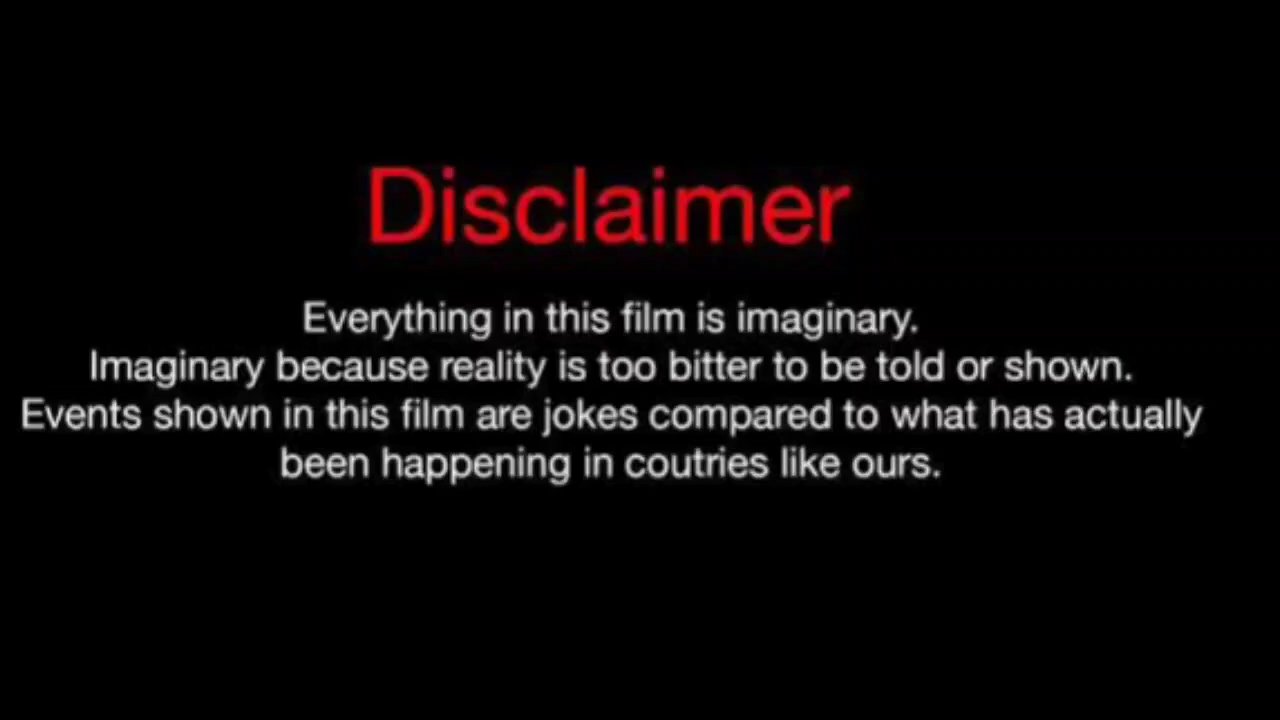 Disclaimer
Everything in this film is imaginary.
Imaginary because reality is too bitter to be told or shown.
Events shown in this film are jokes compared to what has actually
been happening in coutries like ours.